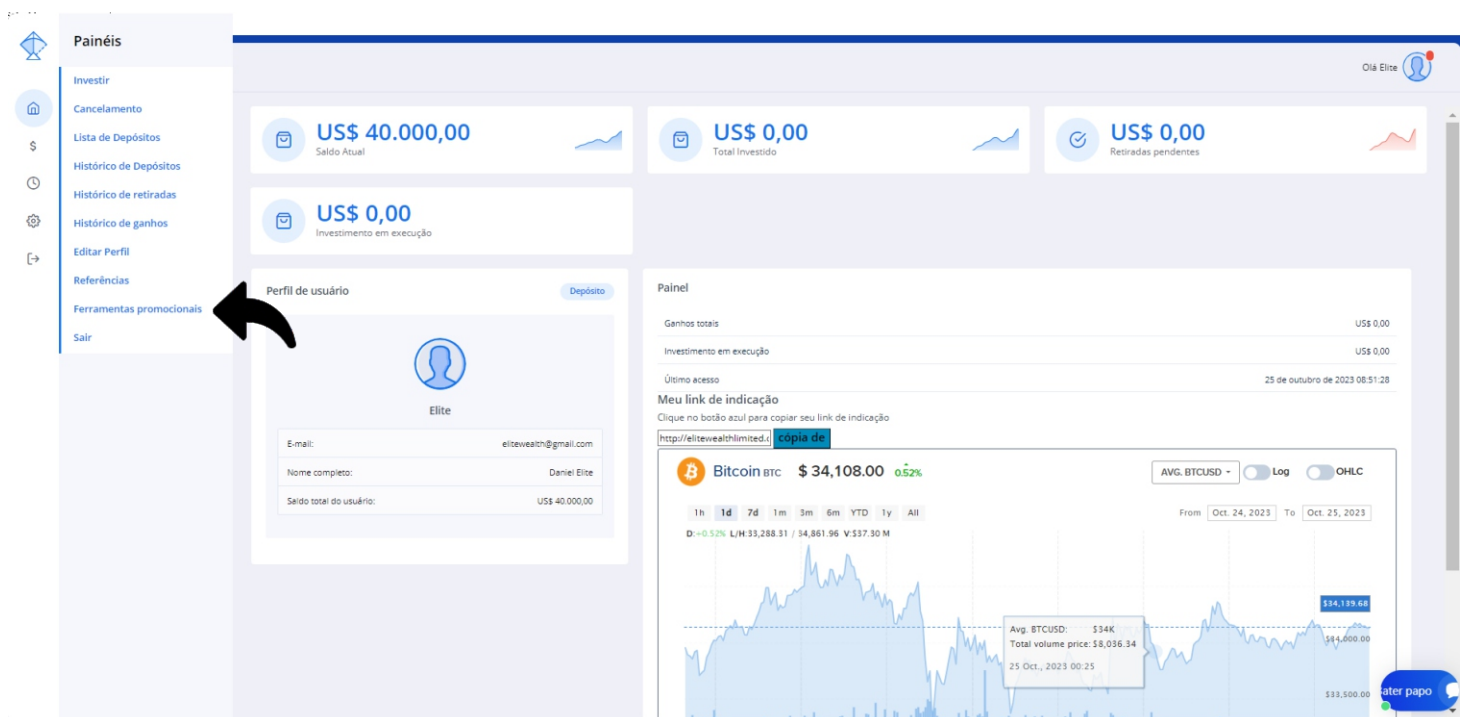 Painéis
Olá Elite
Investir
Cancelamento
Lista de Depósitos
Histórico de Depósitos
Histórico de retiradas
Histórico de ganhos
Editar Perfil
Referências
Ferramentas promocionais
Sair
US$ 40.000,00
Saldo Atual
US$ 0,00
Total Investido
US$ 0,00
Retiradas pendentes
US$ 0,00
Investimento em execução
Perfil de usuário
Depósito
Elite
E-mail: elitewealth@gmail.com
Nome completo: Daniel Elite
Saldo total do usuário: US$ 40.000,00
Painel
Ganhos totais US$ 0,00
Investimento em execução US$ 0,00
Último acesso 25 de outubro de 2023 08:51:28
Meu link de indicação
Clique no botão azul para copiar seu link de indicação
http://elitewealthlimited.c cópia de
Bitcoin BTC $ 34,108.00 0.52% AVG. BTCUSD Log OHLC
1h 1d 7d 1m 3m 6m YTD 1y All From Oct. 24, 2023 To Oct. 25, 2023
D:+0.52% L/H:33,288.31 / 34,861.96 V:$37.30 M
$34,139.68
Avg. BTCUSD: $34K
Total volume price: $8,036.34
25 Oct., 2023 00:25
$34,000.00
$33,500.00
ater papo